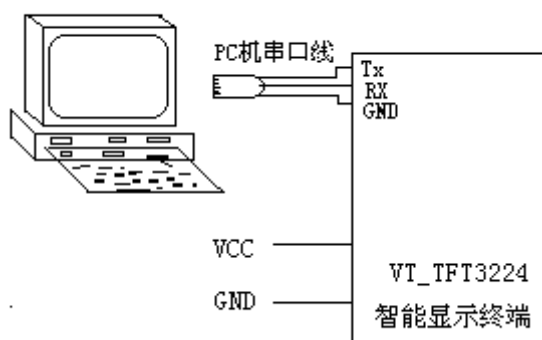 PC机串口线
Tx
RX
GND
VCC
GND
VT_TFT3224
智能显示终端